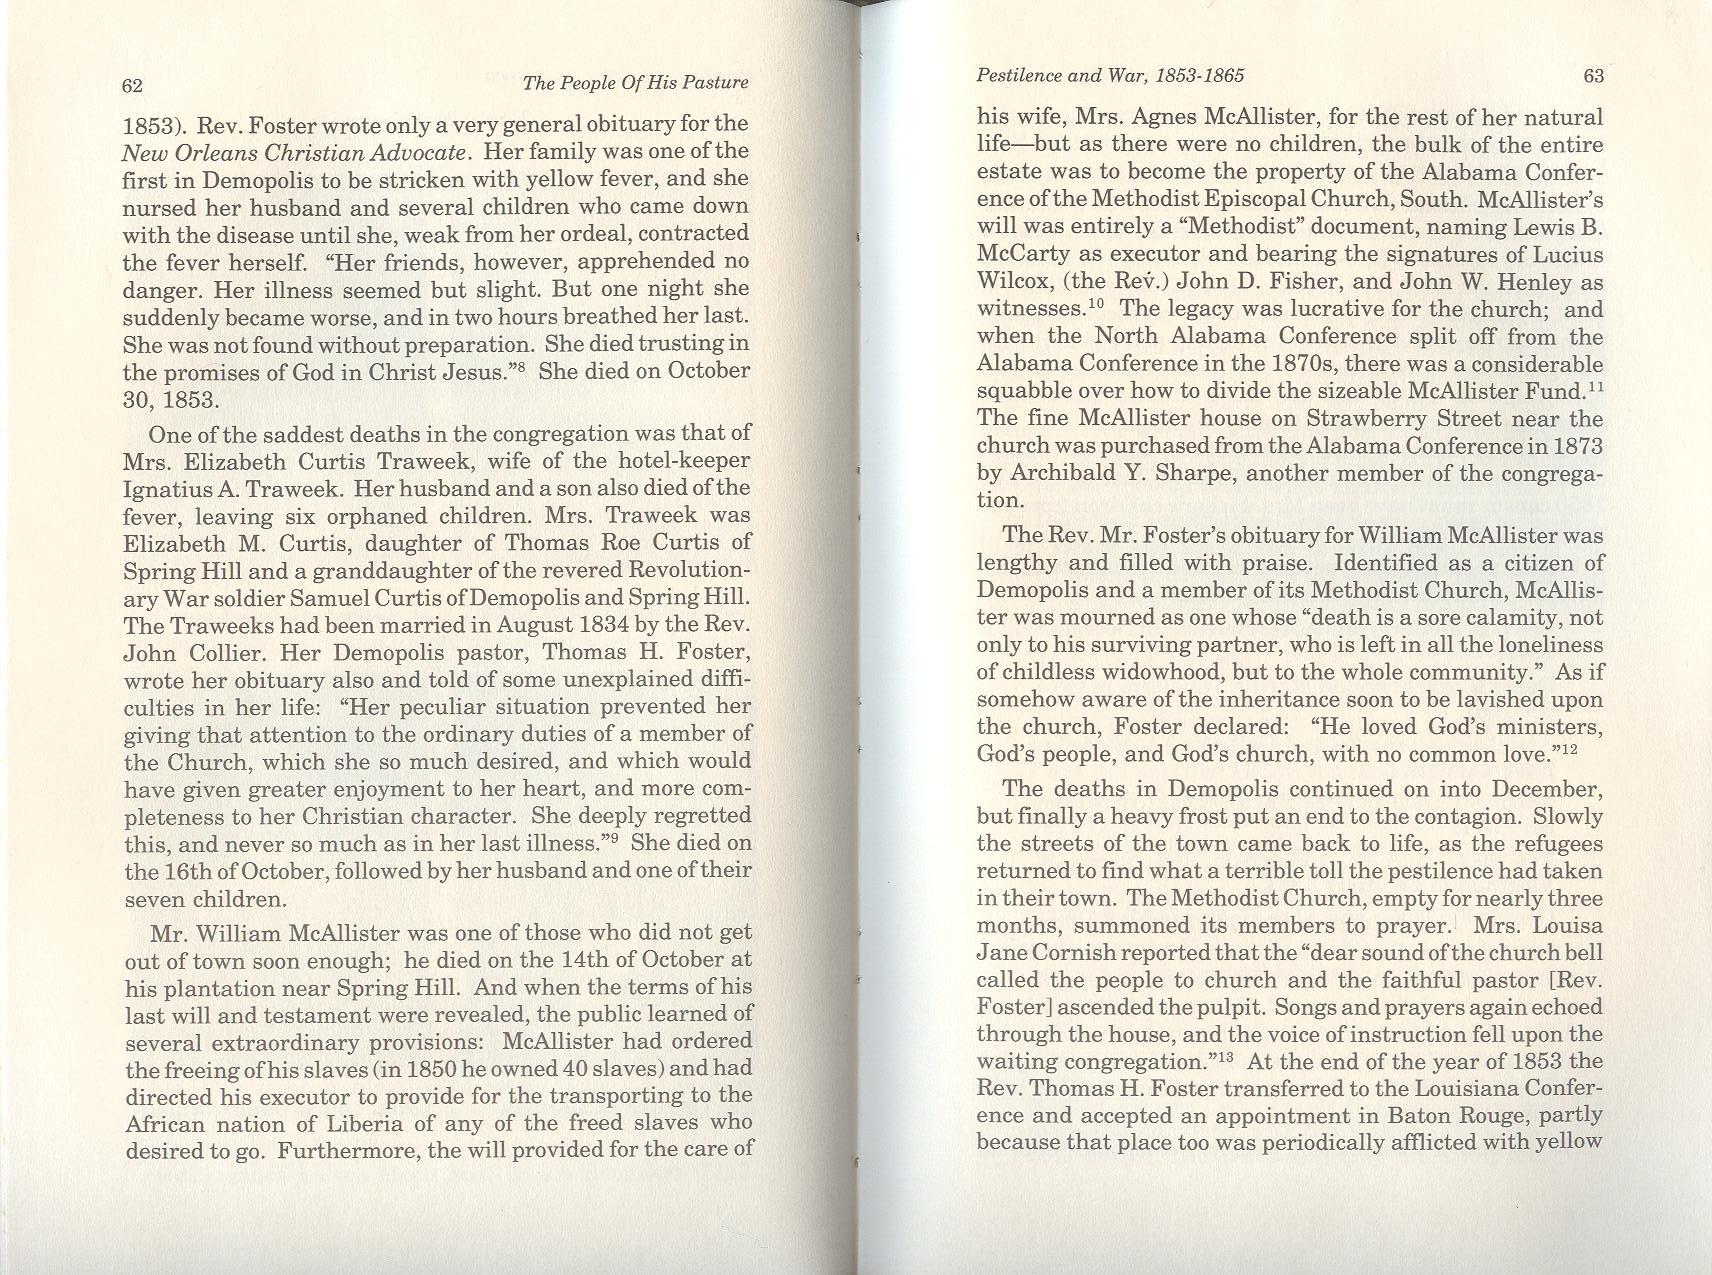 62
The People Of His Pasture
1853). Rev. Foster wrote only a very general obituary for the
New Orleans Christian Advocate. Her family was one of the
first in Demopolis to be stricken with yellow fever, and she
nursed her husband and several children who came down
with the disease until she, weak from her ordeal, contracted
the fever herself. “Her friends, however, apprehended no
danger. Her illness seemed but slight. But one night she
suddenly became worse, and in two hours breathed her last.
She was not found without preparation. She died trusting in
the promises of God in Christ Jesus.”⁸ She died on October
30, 1853.
One of the saddest deaths in the congregation was that of
Mrs. Elizabeth Curtis Traweek, wife of the hotel-keeper
Ignatius A. Traweek. Her husband and a son also died of the
fever, leaving six orphaned children. Mrs. Traweek was
Elizabeth M. Curtis, daughter of Thomas Roe Curtis of
Spring Hill and a granddaughter of the revered Revolution-
ary War soldier Samuel Curtis of Demopolis and Spring Hill.
The Traweeks had been married in August 1834 by the Rev.
John Collier. Her Demopolis pastor, Thomas H. Foster,
wrote her obituary also and told of some unexplained diffi-
culties in her life: “Her peculiar situation prevented her
giving that attention to the ordinary duties of a member of
the Church, which she so much desired, and which would
have given greater enjoyment to her heart, and more com-
pleteness to her Christian character. She deeply regretted
this, and never so much as in her last illness.”⁹ She died on
the 16th of October, followed by her husband and one of their
seven children.
Mr. William McAllister was one of those who did not get
out of town soon enough; he died on the 14th of October at
his plantation near Spring Hill. And when the terms of his
last will and testament were revealed, the public learned of
several extraordinary provisions: McAllister had ordered
the freeing of his slaves (in 1850 he owned 40 slaves) and had
directed his executor to provide for the transporting to the
African nation of Liberia of any of the freed slaves who
desired to go. Furthermore, the will provided for the care of
Pestilence and War, 1853-1865
63
his wife, Mrs. Agnes McAllister, for the rest of her natural
life—but as there were no children, the bulk of the entire
estate was to become the property of the Alabama Confer-
ence of the Methodist Episcopal Church, South. McAllister’s
will was entirely a “Methodist” document, naming Lewis B.
McCarty as executor and bearing the signatures of Lucius
Wilcox, (the Rev.) John D. Fisher, and John W. Henley as
witnesses.¹⁰ The legacy was lucrative for the church; and
when the North Alabama Conference split off from the
Alabama Conference in the 1870s, there was a considerable
squabble over how to divide the sizeable McAllister Fund.¹¹
The fine McAllister house on Strawberry Street near the
church was purchased from the Alabama Conference in 1873
by Archibald Y. Sharpe, another member of the congrega-
tion.
The Rev. Mr. Foster’s obituary for William McAllister was
lengthy and filled with praise. Identified as a citizen of
Demopolis and a member of its Methodist Church, McAllis-
ter was mourned as one whose “death is a sore calamity, not
only to his surviving partner, who is left in all the loneliness
of childless widowhood, but to the whole community.” As if
somehow aware of the inheritance soon to be lavished upon
the church, Foster declared: “He loved God’s ministers,
God’s people, and God’s church, with no common love.”¹²
The deaths in Demopolis continued on into December,
but finally a heavy frost put an end to the contagion. Slowly
the streets of the town came back to life, as the refugees
returned to find what a terrible toll the pestilence had taken
in their town. The Methodist Church, empty for nearly three
months, summoned its members to prayer. Mrs. Louisa
Jane Cornish reported that the “dear sound of the church bell
called the people to church and the faithful pastor [Rev.
Foster] ascended the pulpit. Songs and prayers again echoed
through the house, and the voice of instruction fell upon the
waiting congregation.”¹³ At the end of the year of 1853 the
Rev. Thomas H. Foster transferred to the Louisiana Confer-
ence and accepted an appointment in Baton Rouge, partly
because that place too was periodically afflicted with yellow